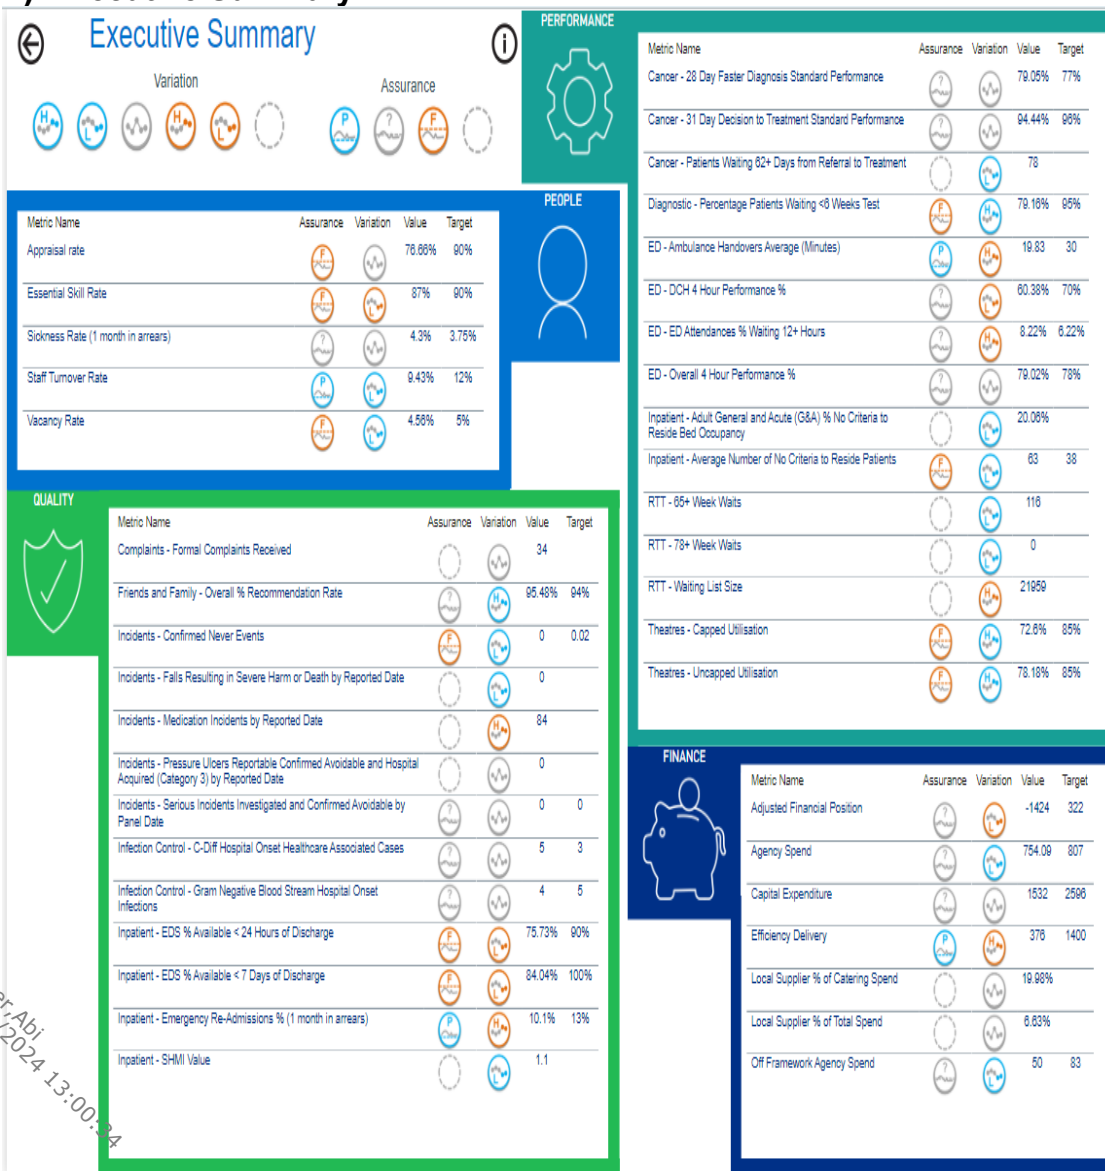 Executive Summary
Variation
Assurance
PEOPLE
Metric Name Assurance Variation Value Target
Appraisal rate 76.66% 90%
Essential Skill Rate 87% 90%
Sickness Rate (1 month in arrears) 4.3% 3.75%
Staff Turnover Rate 9.43% 12%
Vacancy Rate 4.56% 5%
QUALITY
Metric Name Assurance Variation Value Target
Complaints - Formal Complaints Received 34
Friends and Family - Overall % Recommendation Rate 95.48% 94%
Incidents - Confirmed Never Events 0 0.02
Incidents - Falls Resulting in Severe Harm or Death by Reported Date 0
Incidents - Medication Incidents by Reported Date 84
Incidents - Pressure Ulcers Reportable Confirmed Avoidable and Hospital
Acquired (Category 3) by Reported Date 0
Incidents - Serious Incidents Investigated and Confirmed Avoidable by
Panel Date 0 0
Infection Control - C-Diff Hospital Onset Healthcare Associated Cases 5 3
Infection Control - Gram Negative Blood Stream Hospital Onset
Infections 4 5
Inpatient - EDS % Available < 24 Hours of Discharge 75.73% 90%
Inpatient - EDS % Available < 7 Days of Discharge 84.04% 100%
Inpatient - Emergency Re-Admissions % (1 month in arrears) 10.1% 13%
Inpatient - SHMI Value 1.1
PERFORMANCE
Metric Name Assurance Variation Value Target
Cancer - 28 Day Faster Diagnosis Standard Performance 79.05% 77%
Cancer - 31 Day Decision to Treatment Standard Performance 94.44% 96%
Cancer - Patients Waiting 62+ Days from Referral to Treatment 78
Diagnostic - Percentage Patients Waiting <6 Weeks Test 79.16% 95%
ED - Ambulance Handovers Average (Minutes) 19.83 30
ED - DCH 4 Hour Performance % 60.38% 70%
ED - ED Attendances % Waiting 12+ Hours 8.22% 6.22%
ED - Overall 4 Hour Performance % 79.02% 78%
Inpatient - Adult General and Acute (G&A) % No Criteria to
Reside Bed Occupancy 20.06%
Inpatient - Average Number of No Criteria to Reside Patients 63 38
RTT - 65+ Week Waits 116
RTT - 78+ Week Waits 0
RTT - Waiting List Size 21959
Theatres - Capped Utilisation 72.6% 85%
Theatres - Uncapped Utilisation 78.18% 85%
FINANCE
Metric Name Assurance Variation Value Target
Adjusted Financial Position -1424 322
Agency Spend 754.09 807
Capital Expenditure 1532 2596
Efficiency Delivery 376 1400
Local Supplier % of Catering Spend 19.98%
Local Supplier % of Total Spend 6.63%
Off Framework Agency Spend 50 83
Abi
/2024 13:00:34